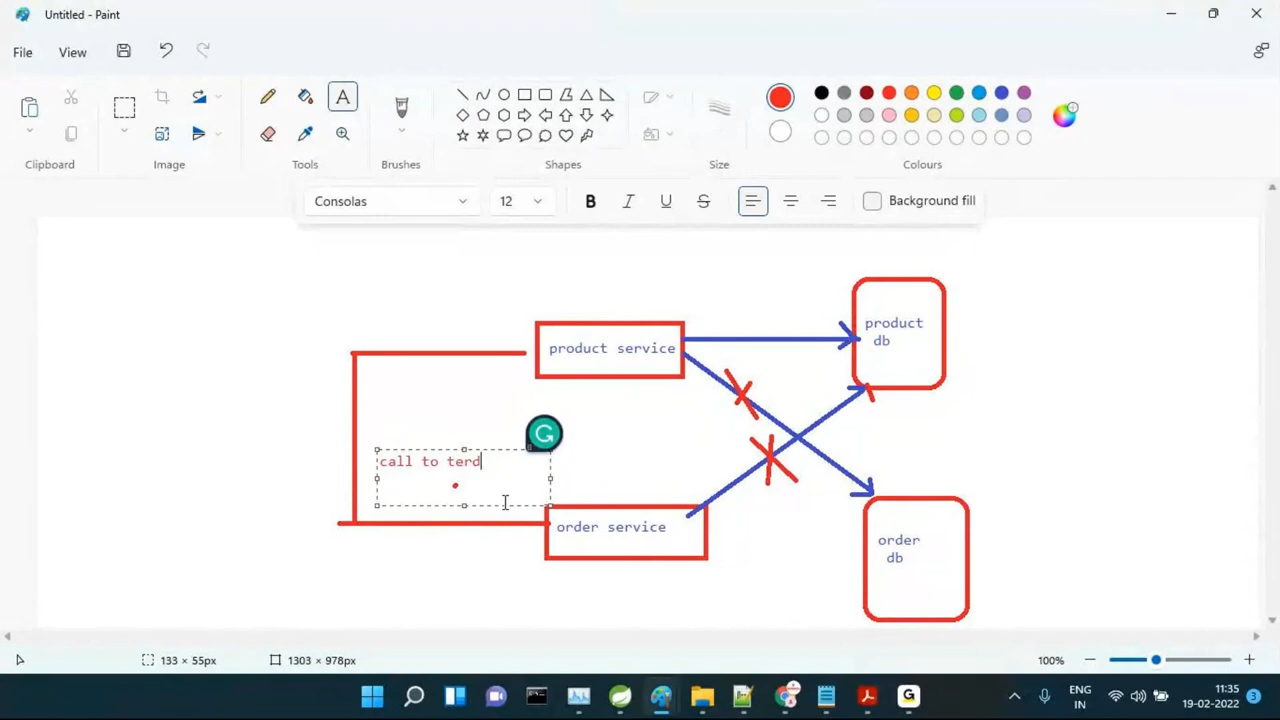 Untitled - Paint
File View
Clipboard Image Tools Brushes Shapes Size Colours
Consolas 12 B I U S Background fill
product
db
product service
call to terd
order service
order
db
133 × 55px 1303 × 978px 100%
ENG 11:35
IN 19-02-2022 3